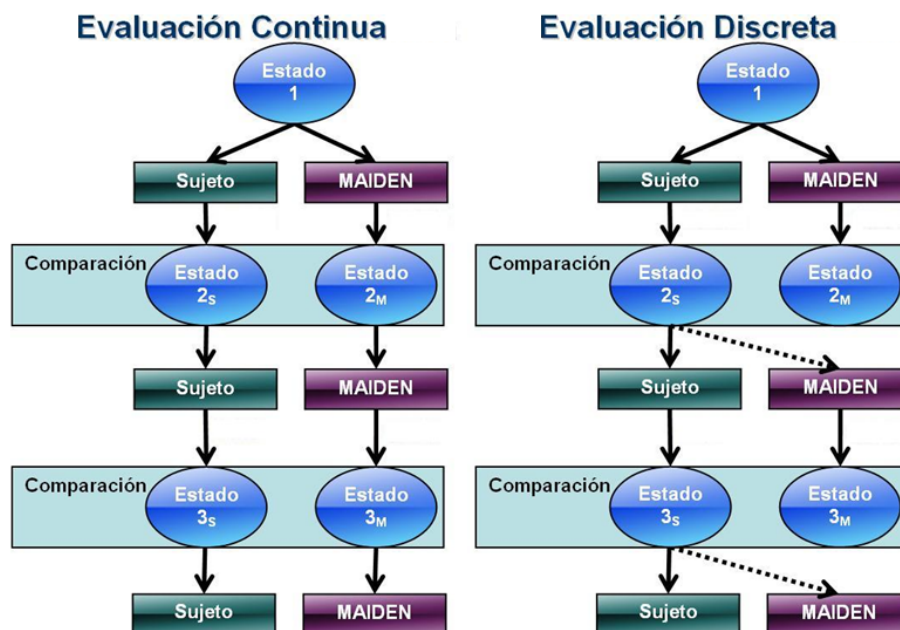 Evaluación Continua
Estado
1
Sujeto
MAIDEN
Comparación
Estado
2S
Estado
2M
Sujeto
MAIDEN
Comparación
Estado
3S
Estado
3M
Sujeto
MAIDEN
Evaluación Discreta
Estado
1
Sujeto
MAIDEN
Comparación
Estado
2S
Estado
2M
Sujeto
MAIDEN
Comparación
Estado
3S
Estado
3M
Sujeto
MAIDEN